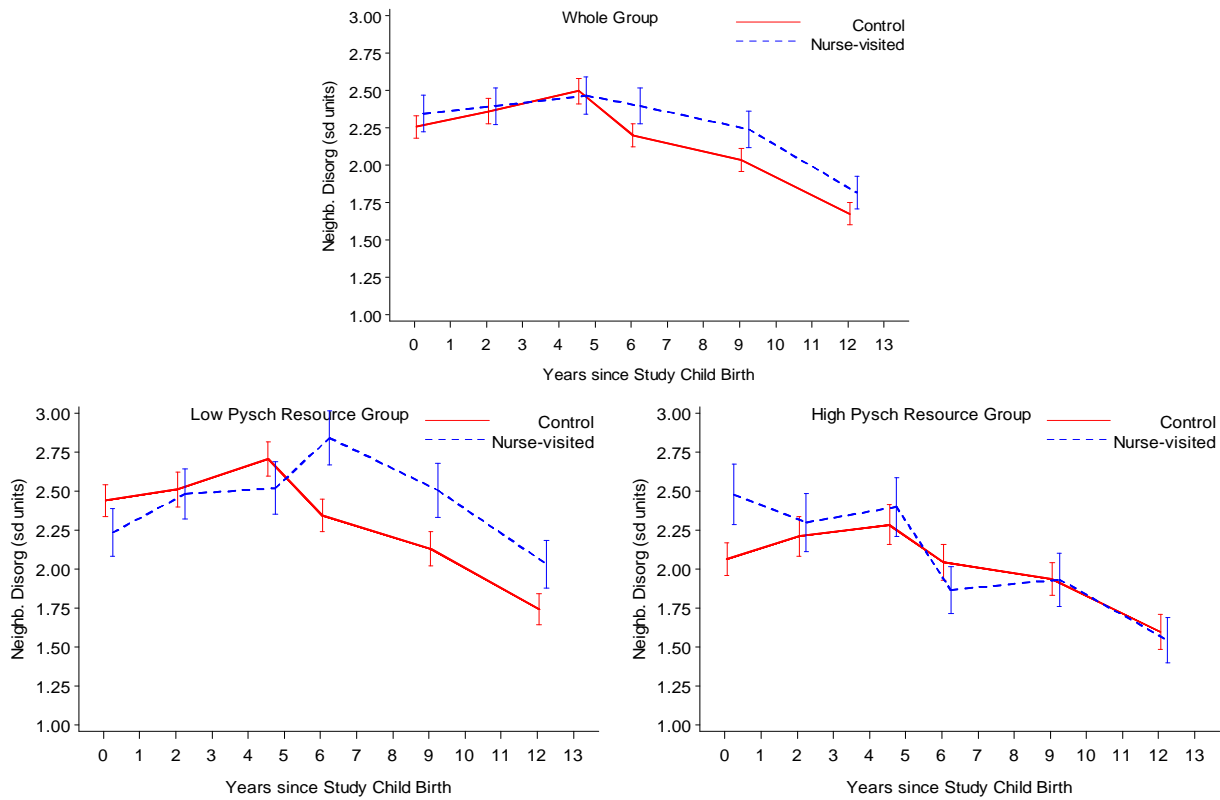 Whole Group
Control
Nurse-visited
Neighb. Disorg (sd units)
3.00
2.75
2.50
2.25
2.00
1.75
1.50
1.25
1.00
0 1 2 3 4 5 6 7 8 9 10 11 12 13
Years since Study Child Birth
Low Pysch Resource Group
Control
Nurse-visited
Neighb. Disorg (sd units)
3.00
2.75
2.50
2.25
2.00
1.75
1.50
1.25
1.00
0 1 2 3 4 5 6 7 8 9 10 11 12 13
Years since Study Child Birth
High Pysch Resource Group
Control
Nurse-visited
Neighb. Disorg (sd units)
3.00
2.75
2.50
2.25
2.00
1.75
1.50
1.25
1.00
0 1 2 3 4 5 6 7 8 9 10 11 12 13
Years since Study Child Birth